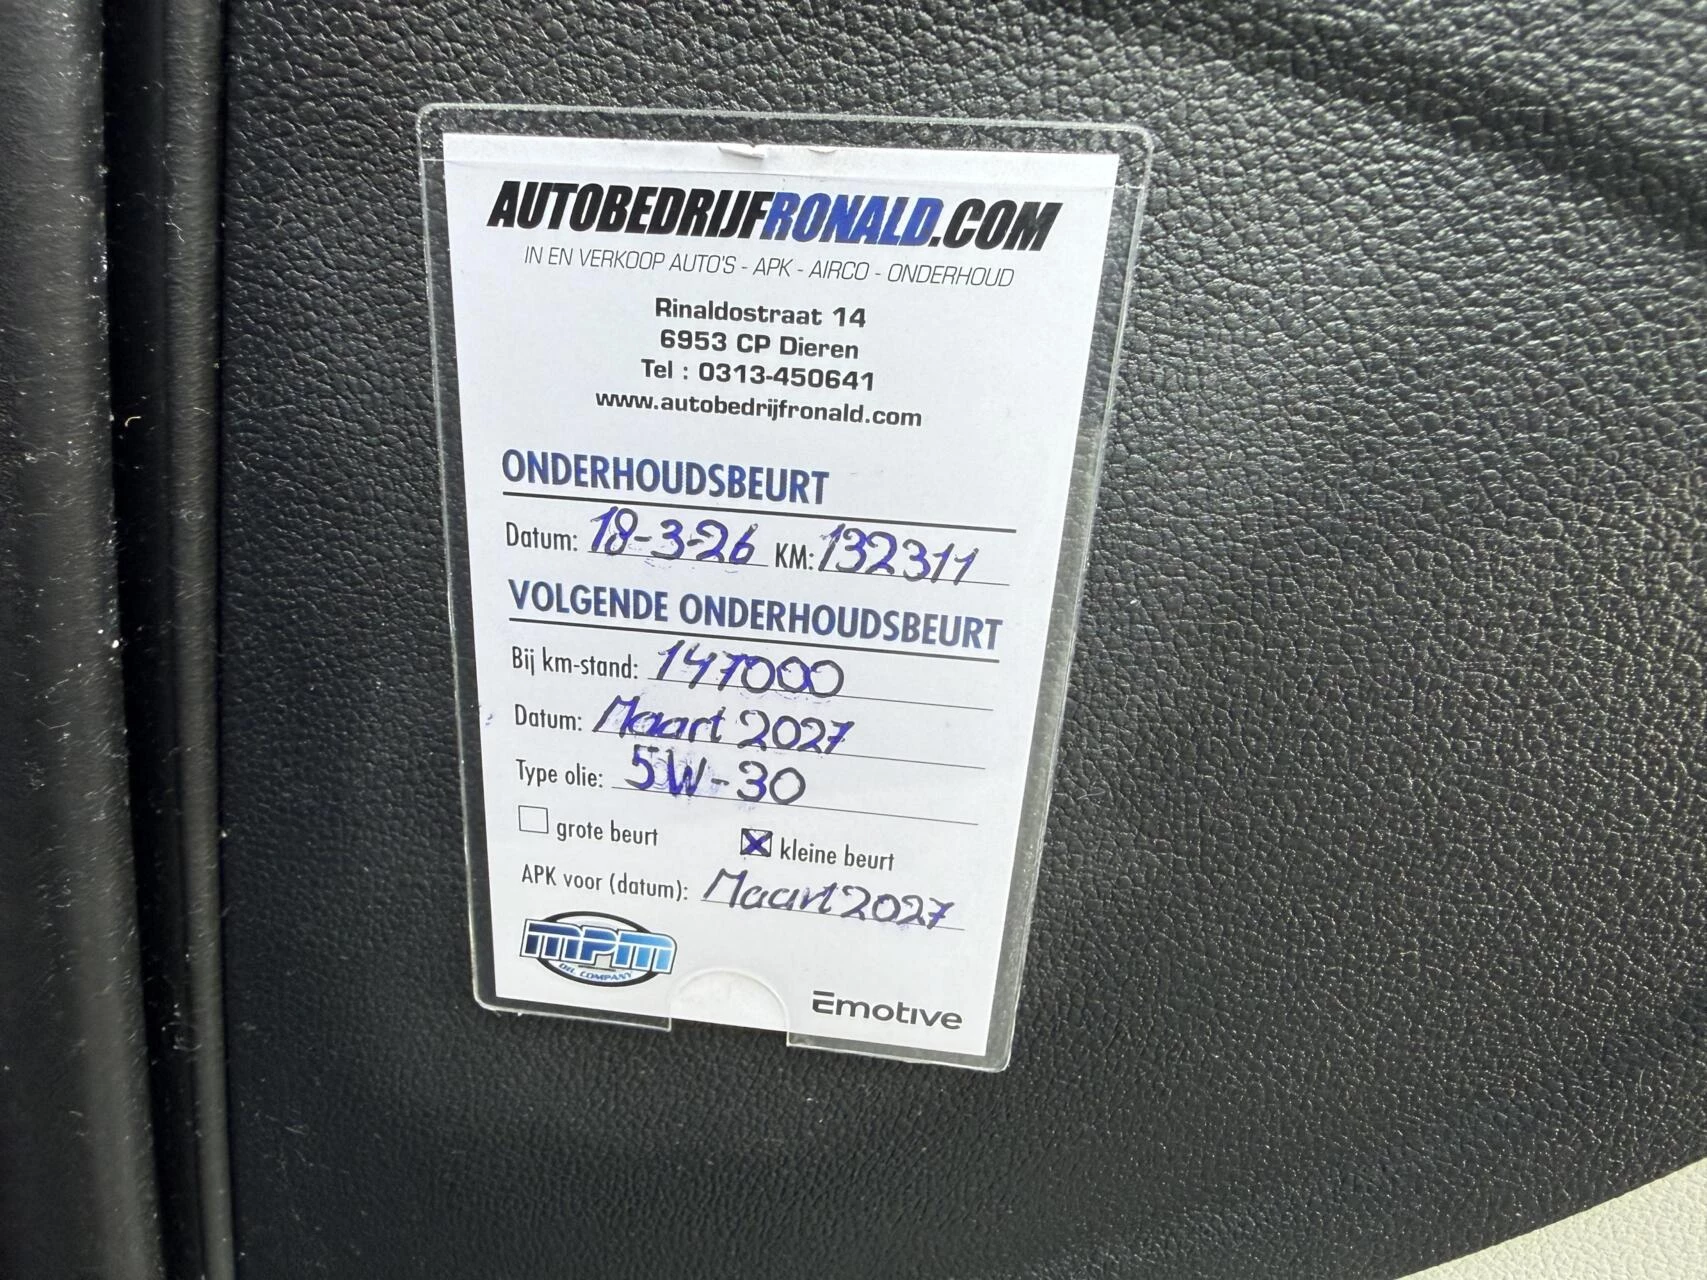 AUTOBEDRIJFRONALD.COM
IN EN VERKOOP AUTO'S - APK - AIRCO - ONDERHOUD
Rinaldostraat 14
6953 CP Dieren
Tel : 0313-450641
www.autobedrijfronald.com
ONDERHOUDSBEURT
Datum: 18-3-26 KM: 132311
VOLGENDE ONDERHOUDSBEURT
Bij km-stand: 147000
Datum: Maart 2027
Type olie: 5W-30
grote beurt kleine beurt
APK voor (datum): Maart 2027
MPM
OIL COMPANY
Emotive